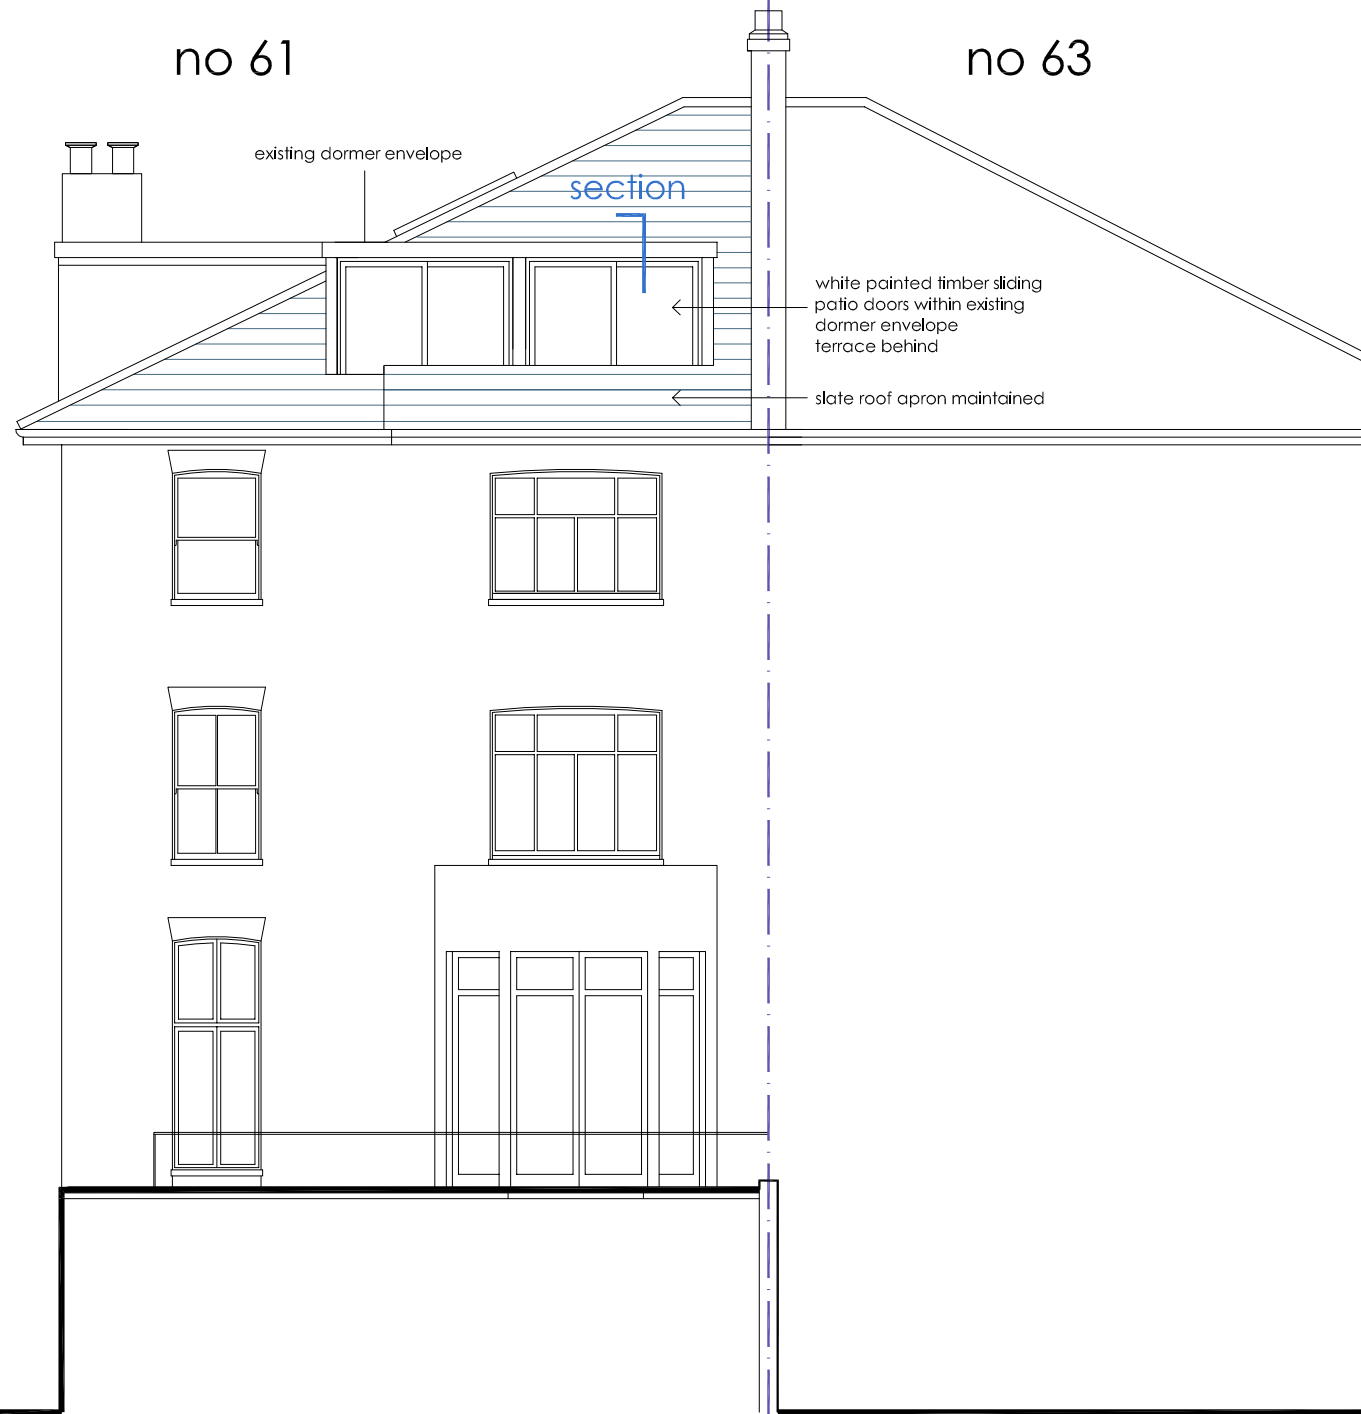 no 61
no 63
existing dormer envelope
section
white painted timber sliding
patio doors within existing
dormer envelope
terrace behind
slate roof apron maintained